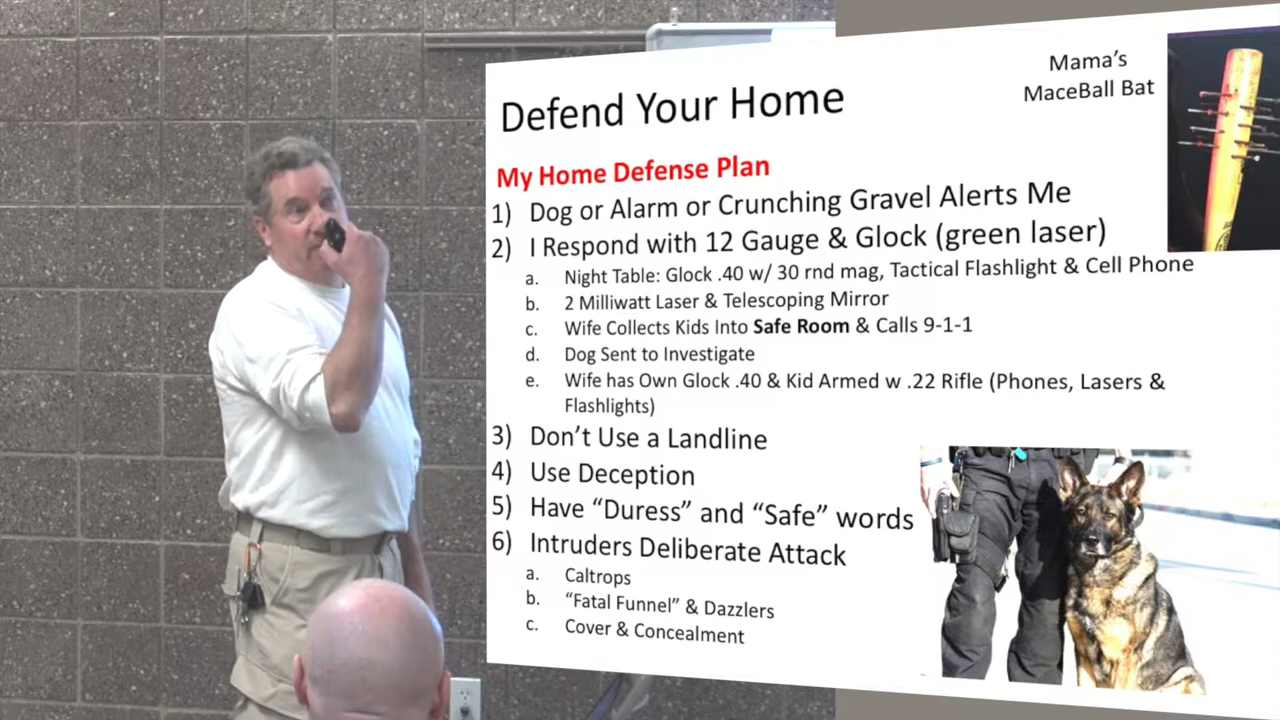 Mama's
MaceBall Bat
Defend Your Home
My Home Defense Plan
1) Dog or Alarm or Crunching Gravel Alerts Me
2) I Respond with 12 Gauge & Glock (green laser)
a. Night Table: Glock .40 w/ 30 rnd mag, Tactical Flashlight & Cell Phone
b. 2 Milliwatt Laser & Telescoping Mirror
c. Wife Collects Kids Into Safe Room & Calls 9-1-1
d. Dog Sent to Investigate
e. Wife has Own Glock .40 & Kid Armed w .22 Rifle (Phones, Lasers &
Flashlights)
3) Don't Use a Landline
4) Use Deception
5) Have “Duress” and “Safe” words
6) Intruders Deliberate Attack
a. Caltrops
b. “Fatal Funnel” & Dazzlers
c. Cover & Concealment